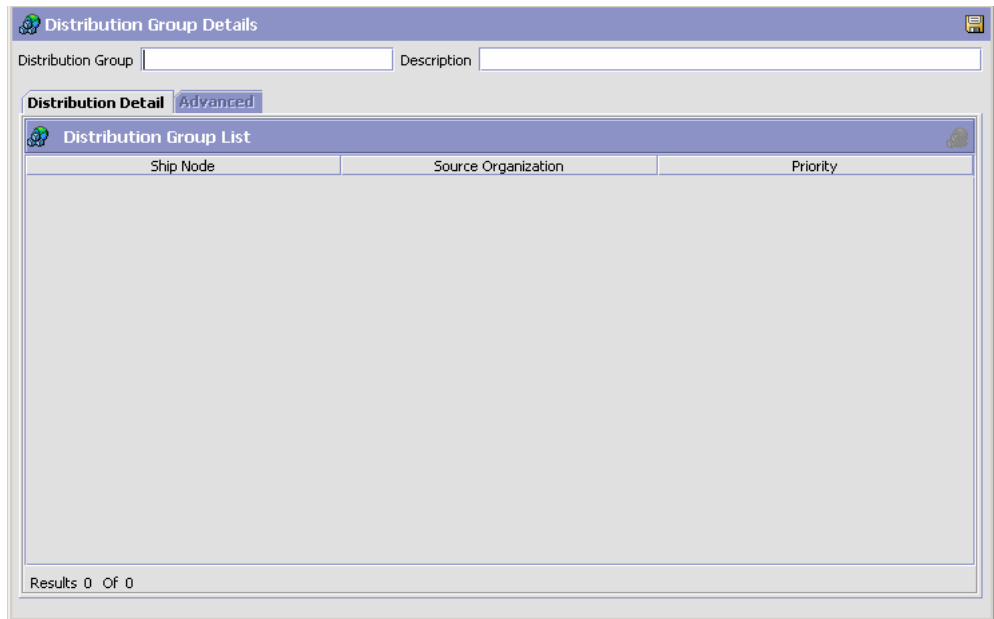 Distribution Group Details
Distribution Group Description
Distribution Detail Advanced
Distribution Group List
Ship Node Source Organization Priority
Results 0 Of 0